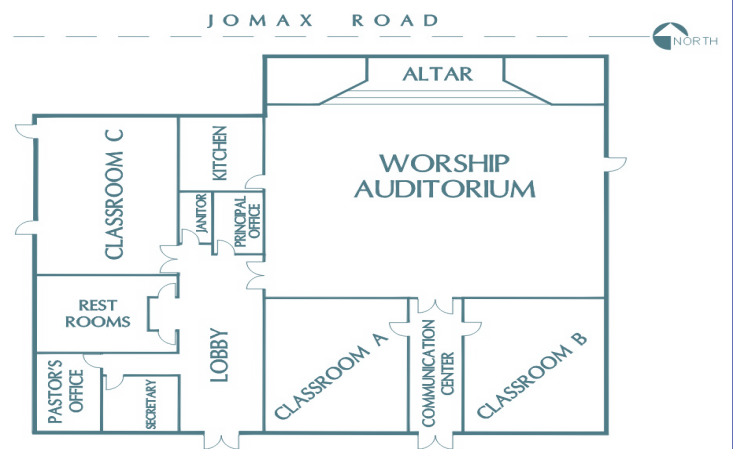 JOMAX ROAD
NORTH
ALTAR
WORSHIP
AUDITORIUM
KITCHEN
CLASSROOM C
JANITOR
PRINCIPAL
OFFICE
REST
ROOMS
LOBBY
PASTOR'S
OFFICE
SECRETARY
CLASSROOM A
COMMUNICATION
CENTER
CLASSROOM B